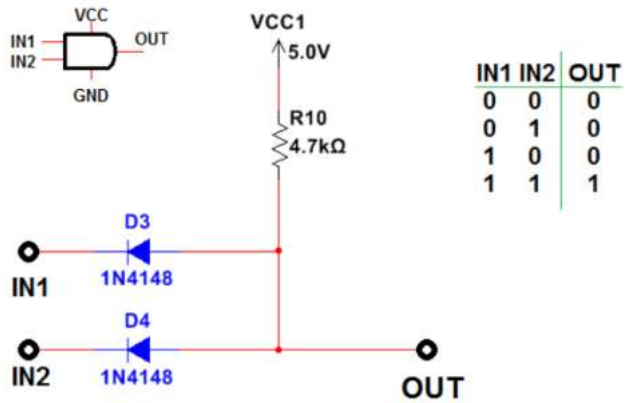 VCC
IN1
OUT
IN2
GND
VCC1
5.0V
R10
4.7kΩ
IN1 IN2 OUT
0 0 0
0 1 0
1 0 0
1 1 1
D3
1N4148
IN1
D4
1N4148
IN2
OUT